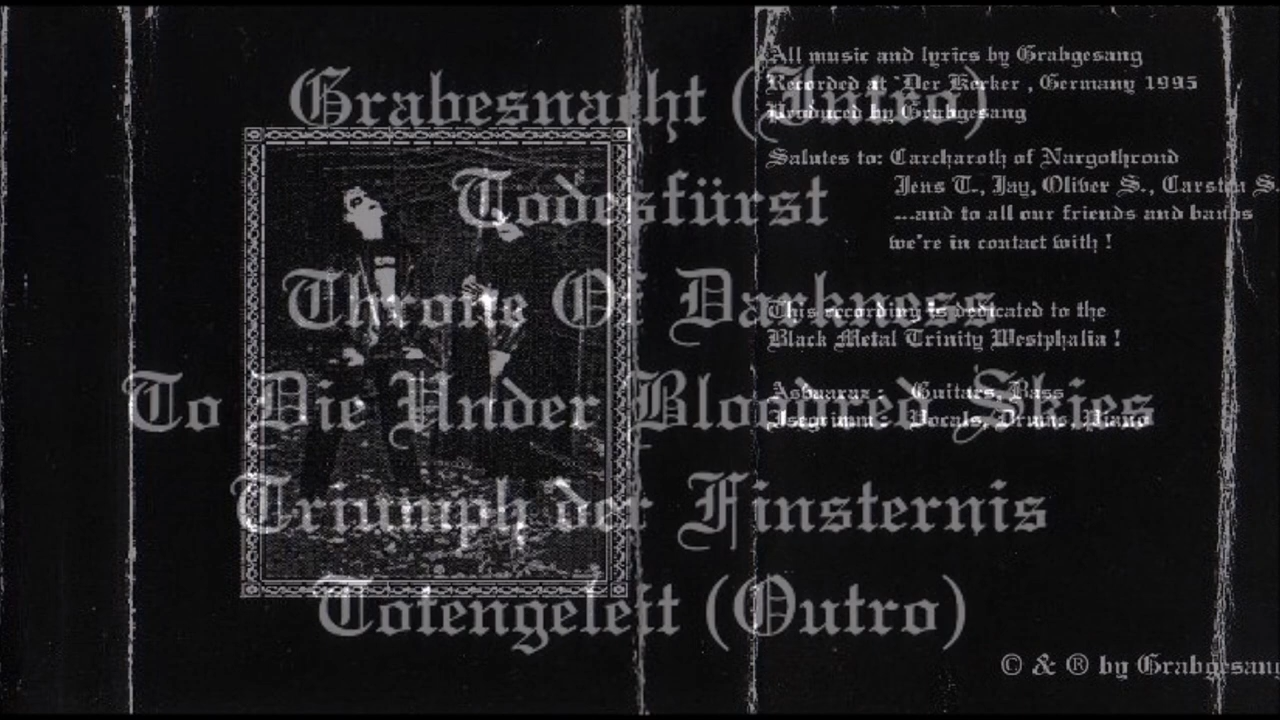 Grabesnacht (Intro)
Todesfürst
Throne Of Darkness
To Die Under Bloodred Skies
Triumph der Finsternis
Totengeleit (Outro)
All music and lyrics by Grabgesang
Recorded at ´Der Kerker , Germany 1995
Produced by Grabgesang
Salutes to: Carcharoth of Nargothrond
Jens T., Jay, Oliver S., Carsten S.
...and to all our friends and bands
we're in contact with !
This recording is dedicated to the
Black Metal Trinity Westphalia !
: Guitars, Bass
Isegrimm : Vocals, Drums, Piano
© & ® by Grabgesang